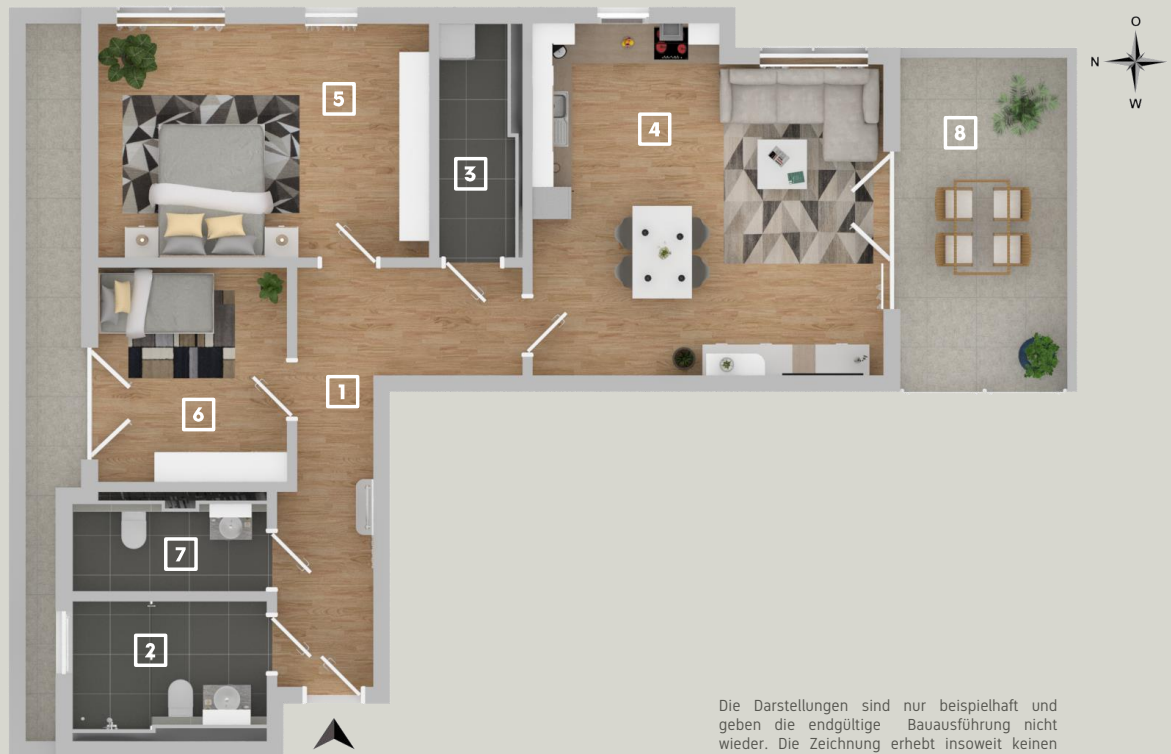 O
N
W
5
4
8
3
1
6
7
2
Die Darstellungen sind nur beispielhaft und
geben die endgültige Bauausführung nicht
wieder. Die Zeichnung erhebt insoweit keinen